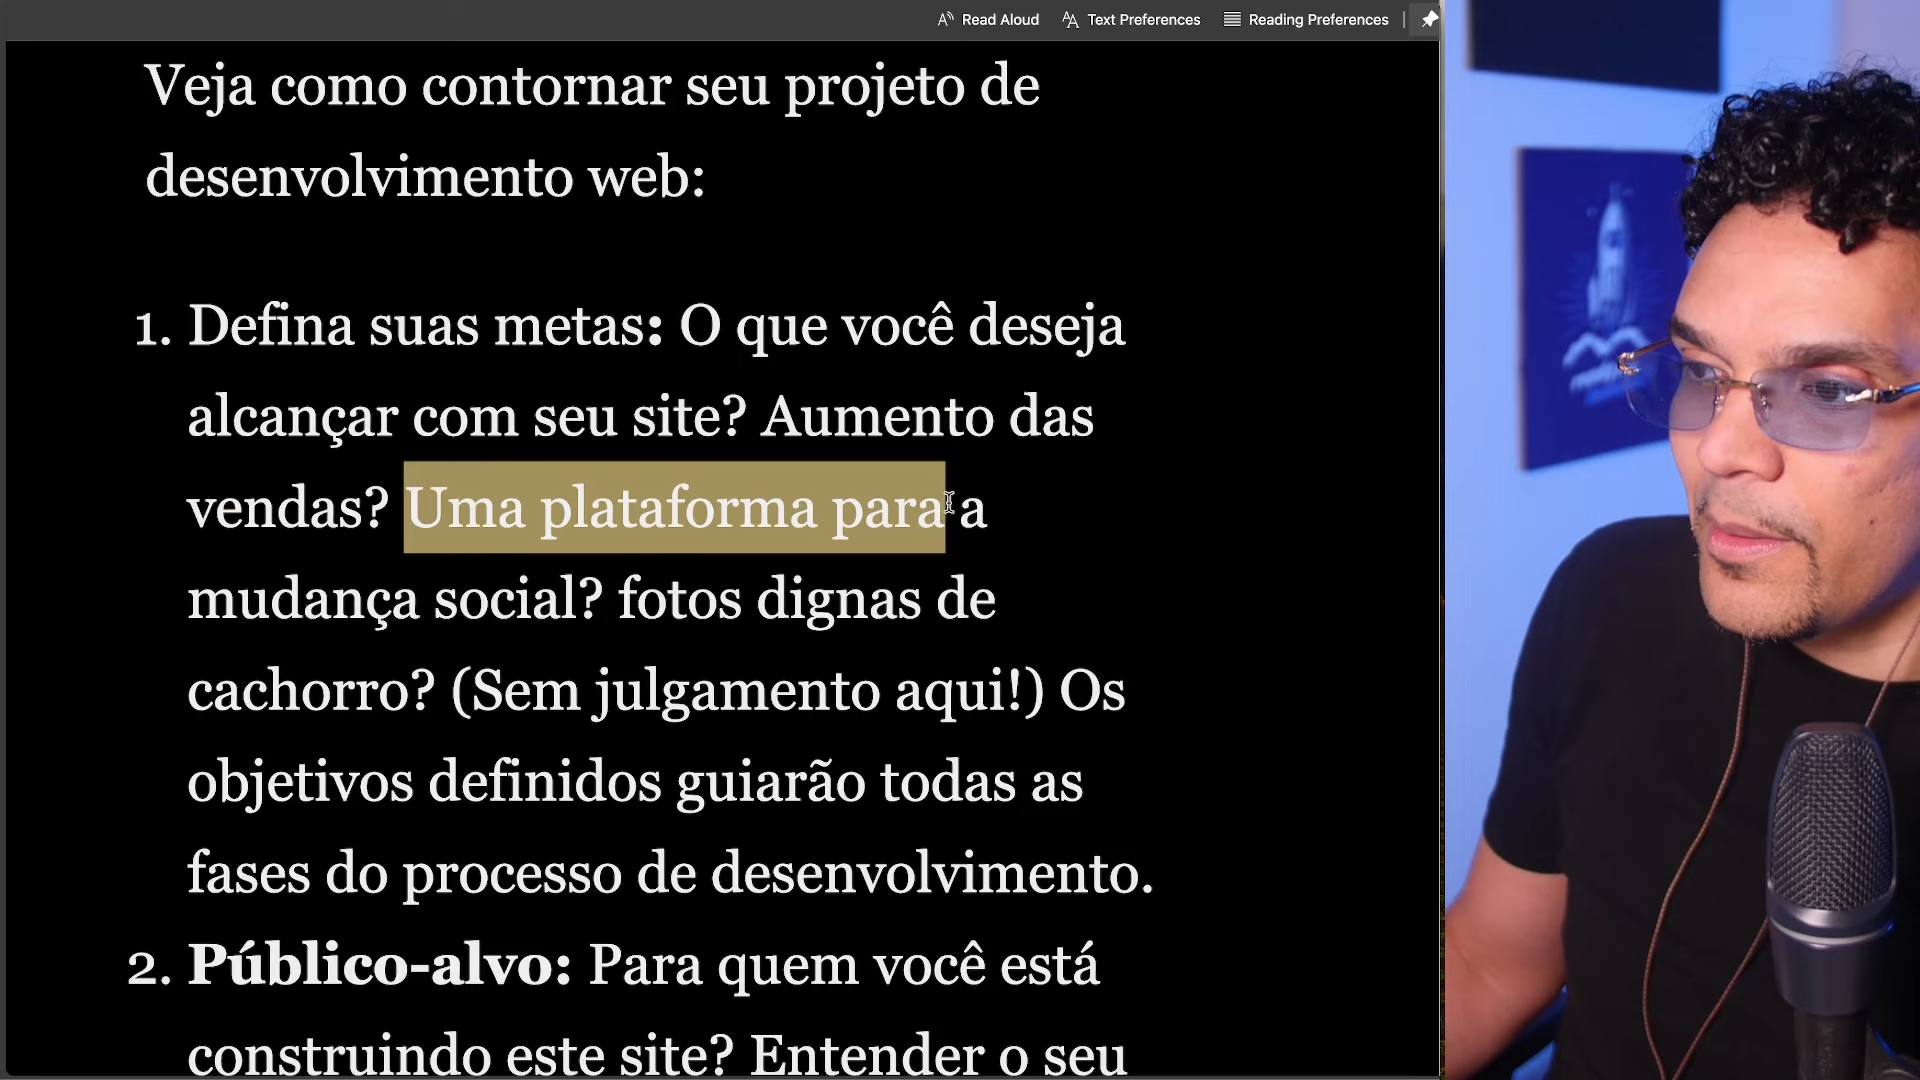 Read Aloud Text Preferences Reading Preferences
Veja como contornar seu projeto de
desenvolvimento web:
1. Defina suas metas: O que você deseja
alcançar com seu site? Aumento das
vendas? Uma plataforma para a
mudança social? fotos dignas de
cachorro? (Sem julgamento aqui!) Os
objetivos definidos guiarão todas as
fases do processo de desenvolvimento.
2. Público-alvo: Para quem você está
construindo este site? Entender o seu